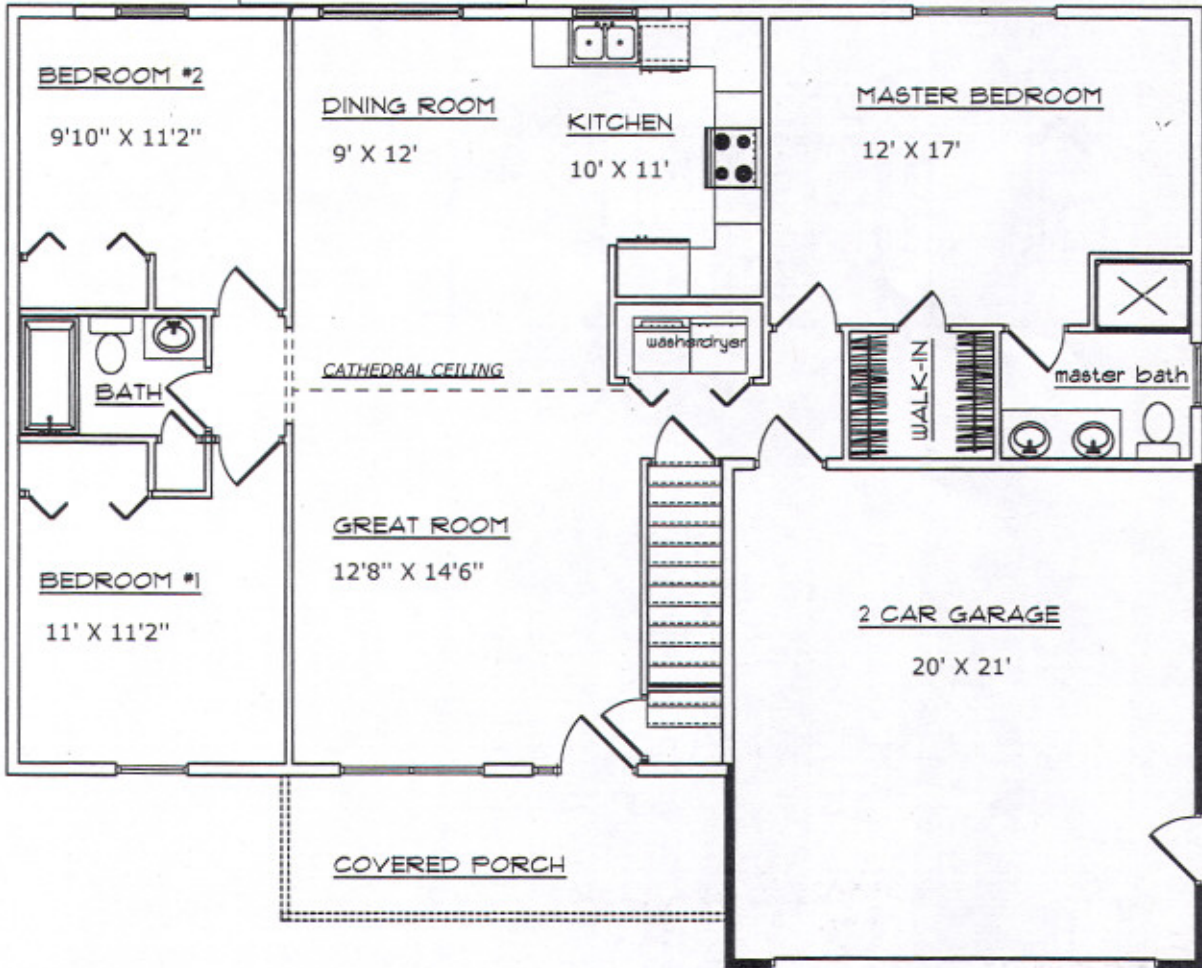 BEDROOM #2
9'10" X 11'2"
DINING ROOM
9' X 12'
KITCHEN
10' X 11'
MASTER BEDROOM
12' X 17'
washerdryer
CATHEDRAL CEILING
BATH
WALK-IN
master bath
GREAT ROOM
12'8" X 14'6"
BEDROOM #1
11' X 11'2"
2 CAR GARAGE
20' X 21'
COVERED PORCH